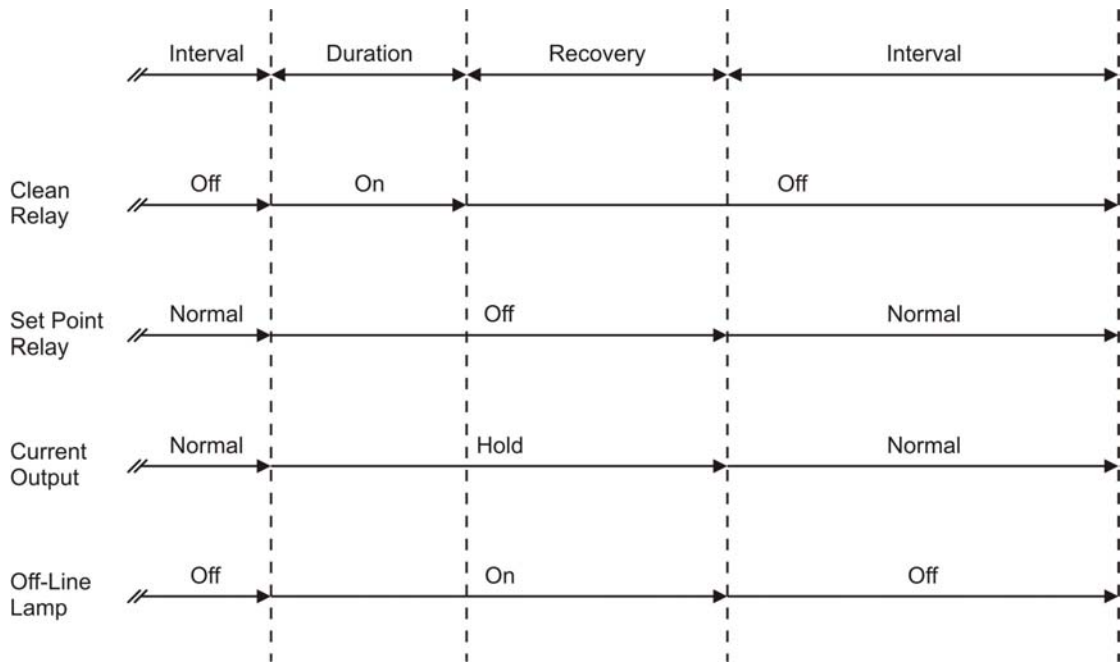 Interval Duration Recovery Interval
Clean
Relay
Off On Off
Set Point
Relay
Normal Off Normal
Current
Output
Normal Hold Normal
Off-Line
Lamp
Off On Off